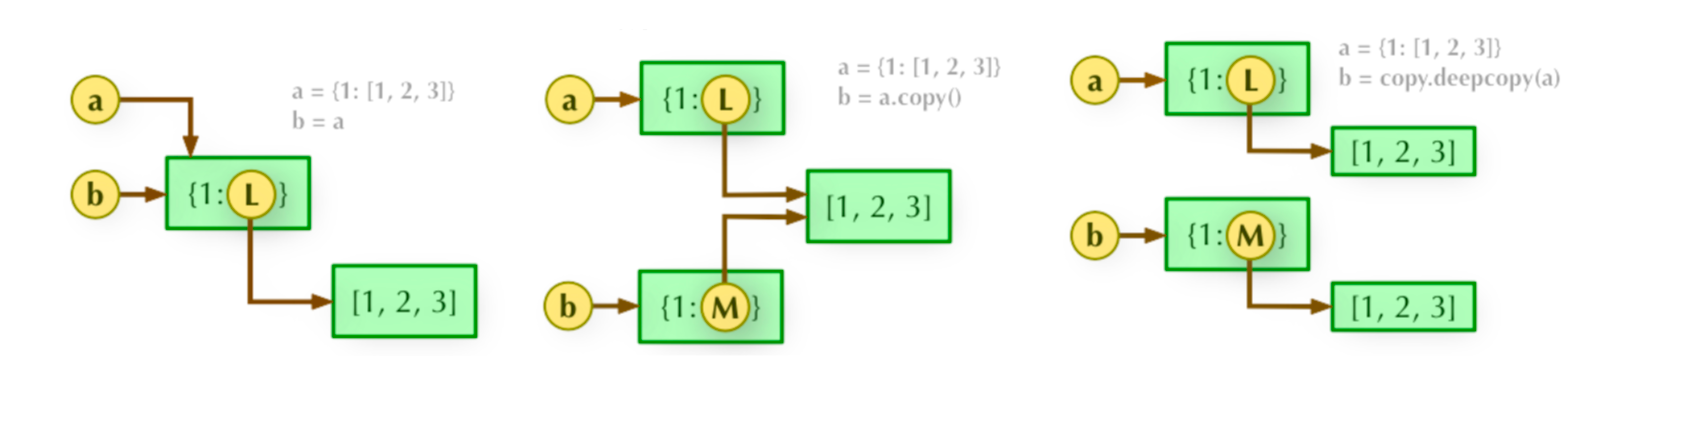 a
a = {1: [1, 2, 3]}
b = a
b
{1: L }
[1, 2, 3]
a
{1: L }
a = {1: [1, 2, 3]}
b = a.copy()
[1, 2, 3]
b
{1: M }
a
{1: L }
a = {1: [1, 2, 3]}
b = copy.deepcopy(a)
[1, 2, 3]
b
{1: M }
[1, 2, 3]